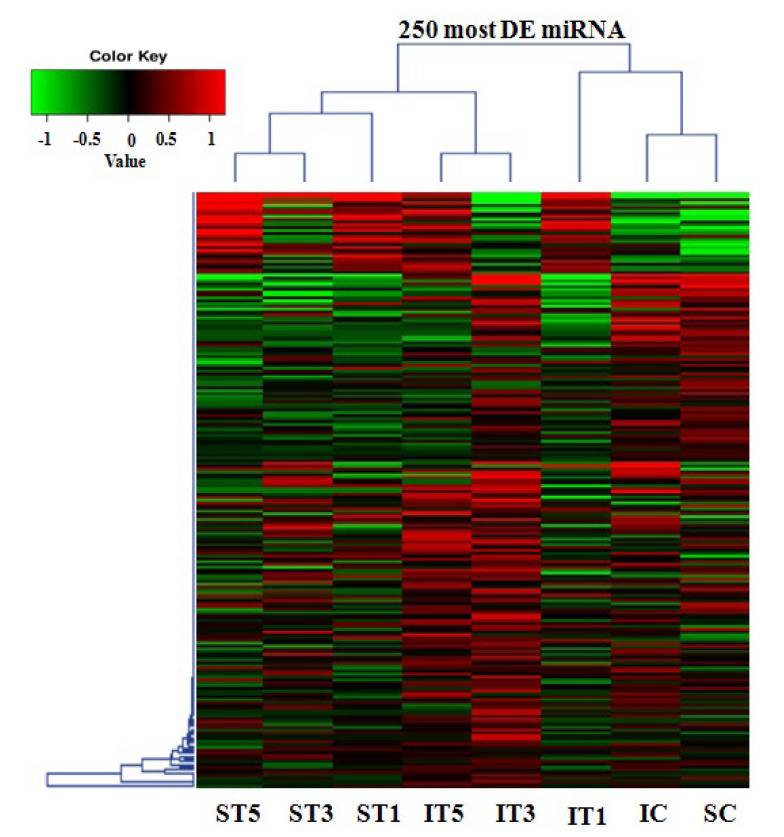 250 most DE miRNA
Color Key
-1 -0.5 0 0.5 1
Value
ST5 ST3 ST1 IT5 IT3 IT1 IC SC